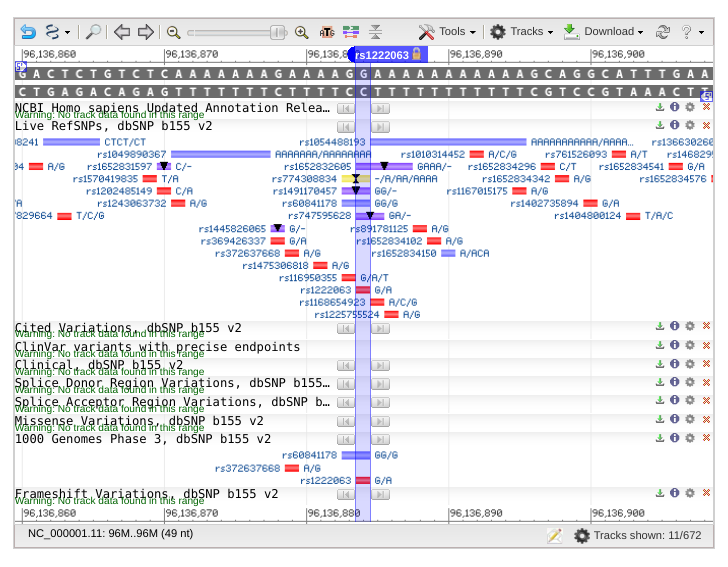 Tools Tracks Download ?
96,136,860 96,136,870 96,136,8 rs1222063 96,136,890 96,136,900
G A C T C T G T C T C A A A A A A A G A A A A G G A A A A A A A A A A A G C A G G C A T T T G A A
C T G A G A C A G A G T T T T T T T C T T T T C C T T T T T T T T T T T C G T C C G T A A A C T T
NCBI Homo sapiens Updated Annotation Relea…
Warning: No track data found in this range
Live RefSNPs, dbSNP b155 v2
8241 CTCT/CT rs1054488193 AAAAAAAAAAA/AAAA... rs136630260
rs1049890367 AAAAAAA/AAAAAAAA rs1010314452 A/C/G rs761526093 A/T rs146829
A/G rs1652831597 C/- rs1652832605 GAAA/- rs1652834296 C/T rs1652834541 G/A
rs1570419835 T/A rs774308834 -/A/AA/AAAA rs1652834342 A/G rs1652834576
rs1202485149 C/A rs1491170457 GG/- rs1167015175 A/G
/A rs1243063732 A/G rs60841178 GG/G rs1402735894 G/A
829664 T/C/G rs747595628 GA/- rs1404800124 T/A/C
rs1445826065 G/- rs891781125 A/G
rs369426337 G/A rs1652834102 A/G
rs372637668 A/G rs1652834150 A/ACA
rs1475306818 A/G
rs116950355 G/A/T
rs1222063 G/A
rs1168654923 A/C/G
rs1225755524 A/G
Cited Variations, dbSNP b155 v2
Warning: No track data found in this range
ClinVar variants with precise endpoints
Warning: No track data found in this range
Clinical, dbSNP b155 v2
Warning: No track data found in this range
Splice Donor Region Variations, dbSNP b155…
Warning: No track data found in this range
Splice Acceptor Region Variations, dbSNP b…
Warning: No track data found in this range
Missense Variations, dbSNP b155 v2
Warning: No track data found in this range
1000 Genomes Phase 3, dbSNP b155 v2
rs60841178 GG/G
rs372637668 A/G
rs1222063 G/A
Frameshift Variations, dbSNP b155 v2
Warning: No track data found in this range
96,136,860 96,136,870 96,136,880 96,136,890 96,136,900
NC_000001.11: 96M..96M (49 nt) Tracks shown: 11/672